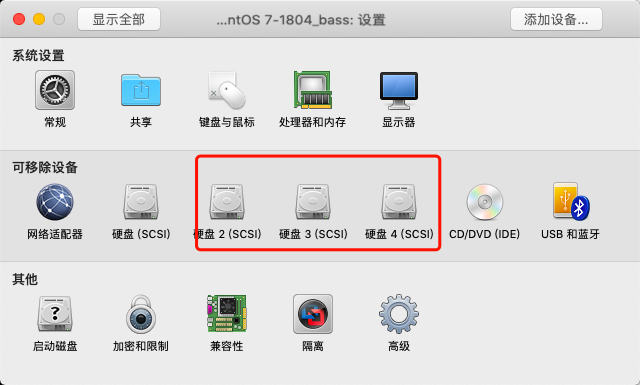 显示全部 ...ntOS 7-1804_bass: 设置 添加设备...
系统设置
常规 共享 键盘与鼠标 处理器和内存 显示器
可移除设备
网络适配器 硬盘 (SCSI) 硬盘 2 (SCSI) 硬盘 3 (SCSI) 硬盘 4 (SCSI) CD/DVD (IDE) USB 和蓝牙
其他
启动磁盘 加密和限制 兼容性 隔离 高级